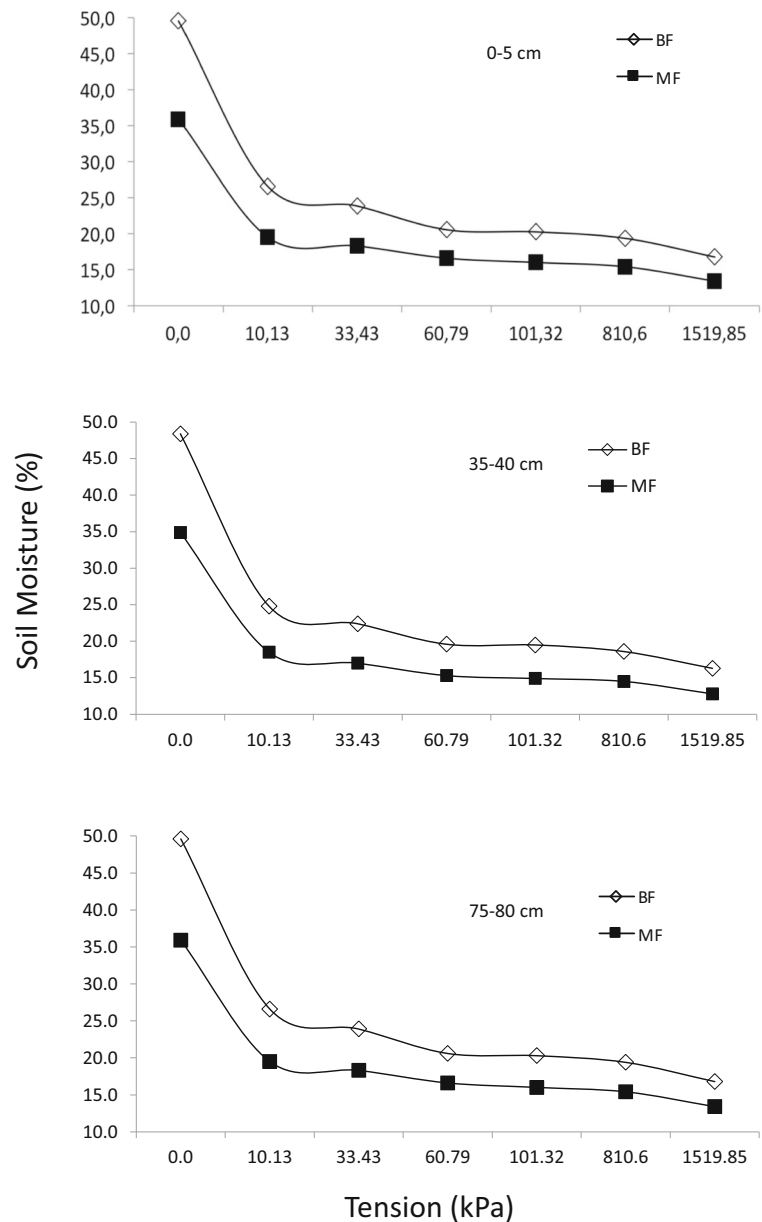 50,0
45,0
40,0
35,0
30,0
25,0
20,0
15,0
10,0
0-5 cm
BF
MF
0,0 10,13 33,43 60,79 101,32 810,6 1519,85
Soil Moisture (%)
50.0
45.0
40.0
35.0
30.0
25.0
20.0
15.0
10.0
35-40 cm
BF
MF
0.0 10.13 33.43 60.79 101.32 810.6 1519.85
50.0
45.0
40.0
35.0
30.0
25.0
20.0
15.0
10.0
75-80 cm
BF
MF
0.0 10.13 33.43 60.79 101.32 810.6 1519.85
Tension (kPa)